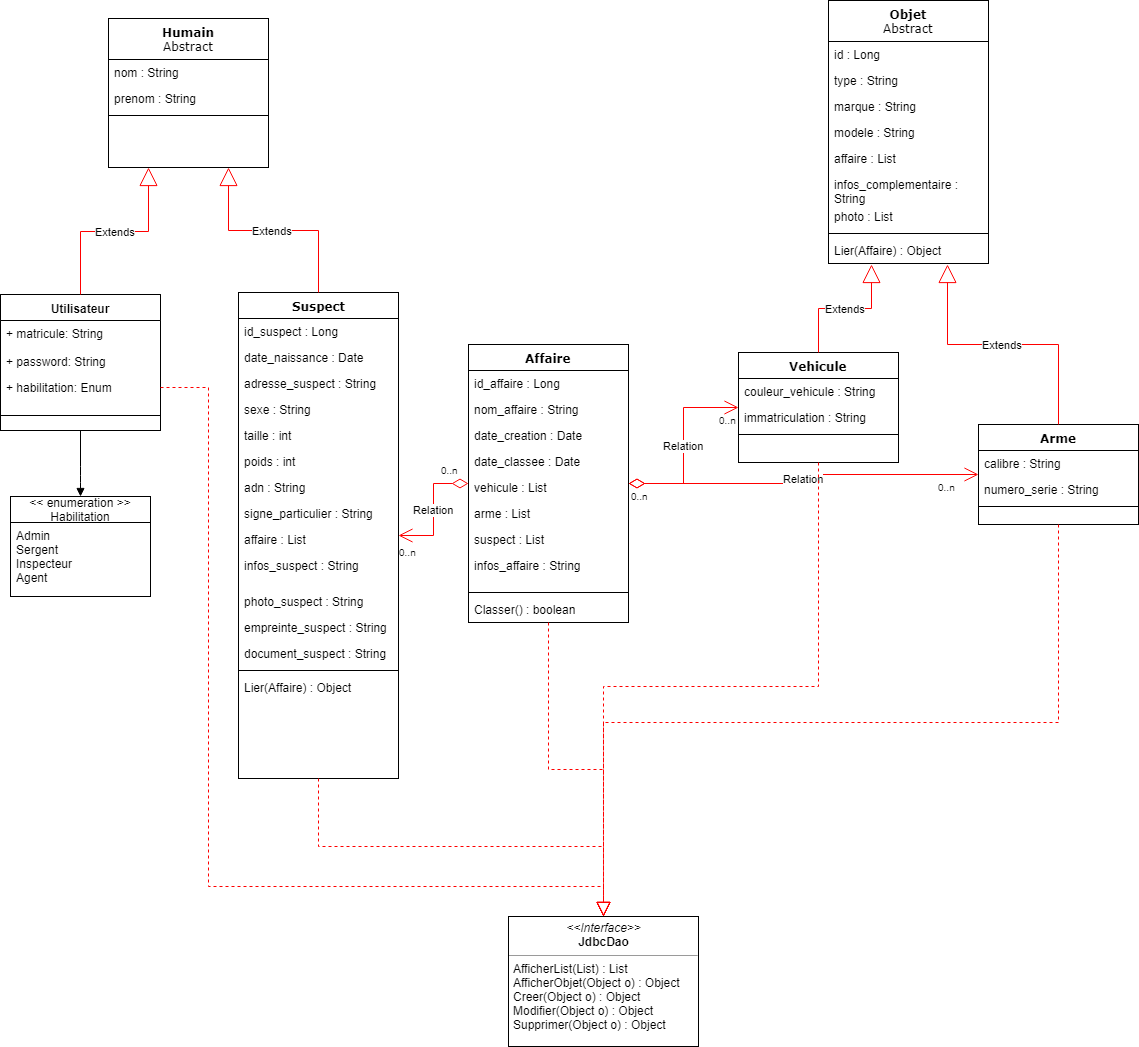 Humain
Abstract
nom : String
prenom : String
Objet
Abstract
id : Long
type : String
marque : String
modele : String
affaire : List
infos_complementaire :
String
photo : List
Lier(Affaire) : Object
Extends
Extends
Extends
Extends
Utilisateur
+ matricule: String
+ password: String
+ habilitation: Enum
<< enumeration >>
Habilitation
Admin
Sergent
Inspecteur
Agent
Suspect
id_suspect : Long
date_naissance : Date
adresse_suspect : String
sexe : String
taille : int
poids : int
adn : String
signe_particulier : String
affaire : List
infos_suspect : String
photo_suspect : String
empreinte_suspect : String
document_suspect : String
Lier(Affaire) : Object
0..n
Relation
0..n
Affaire
id_affaire : Long
nom_affaire : String
date_creation : Date
date_classee : Date
vehicule : List
arme : List
suspect : List
infos_affaire : String
Classer() : boolean
0..n
Relation
0..n
Relation
0..n
Vehicule
couleur_vehicule : String
immatriculation : String
Arme
calibre : String
numero_serie : String
<<Interface>>
JdbcDao
AfficherList(List) : List
AfficherObjet(Object o) : Object
Creer(Object o) : Object
Modifier(Object o) : Object
Supprimer(Object o) : Object